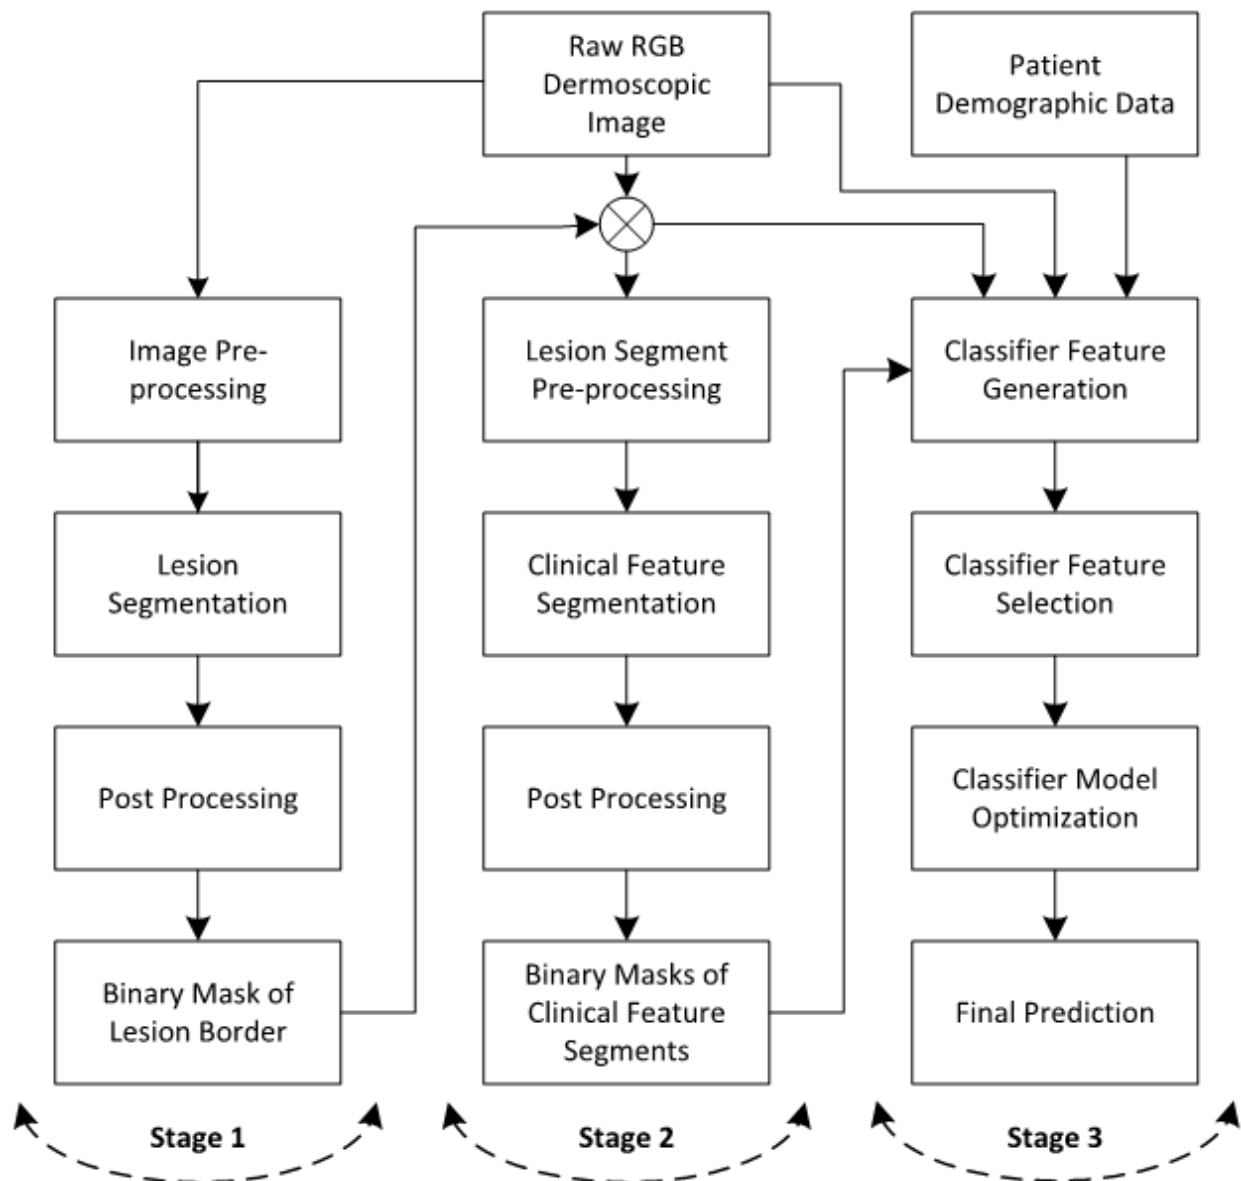 Raw RGB
Dermoscopic
Image
Patient
Demographic Data
Image Pre-
processing
Lesion Segment
Pre-processing
Classifier Feature
Generation
Lesion
Segmentation
Clinical Feature
Segmentation
Classifier Feature
Selection
Post Processing
Post Processing
Classifier Model
Optimization
Binary Mask of
Lesion Border
Binary Masks of
Clinical Feature
Segments
Final Prediction
Stage 1
Stage 2
Stage 3